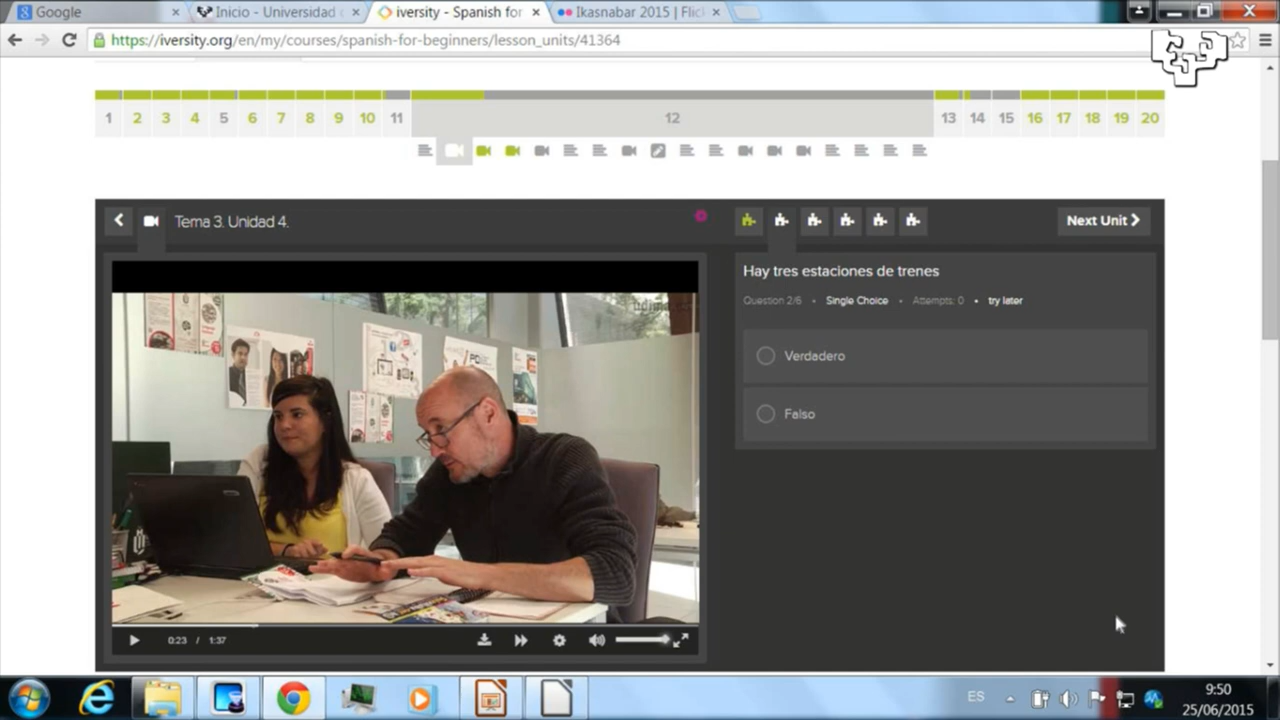 Google
Inicio - Universidad
iversity - Spanish for
Ikasnabar 2015 | Flic
https://iversity.org/en/my/courses/spanish-for-beginners/lesson_units/41364
1 2 3 4 5 6 7 8 9 10 11 12 13 14 15 16 17 18 19 20
Tema 3. Unidad 4.
Next Unit
Hay tres estaciones de trenes
Question 2/6 • Single Choice • Attempts: 0 • try later
Verdadero
Falso
0:23 / 1:37
ES
9:50
25/06/2015